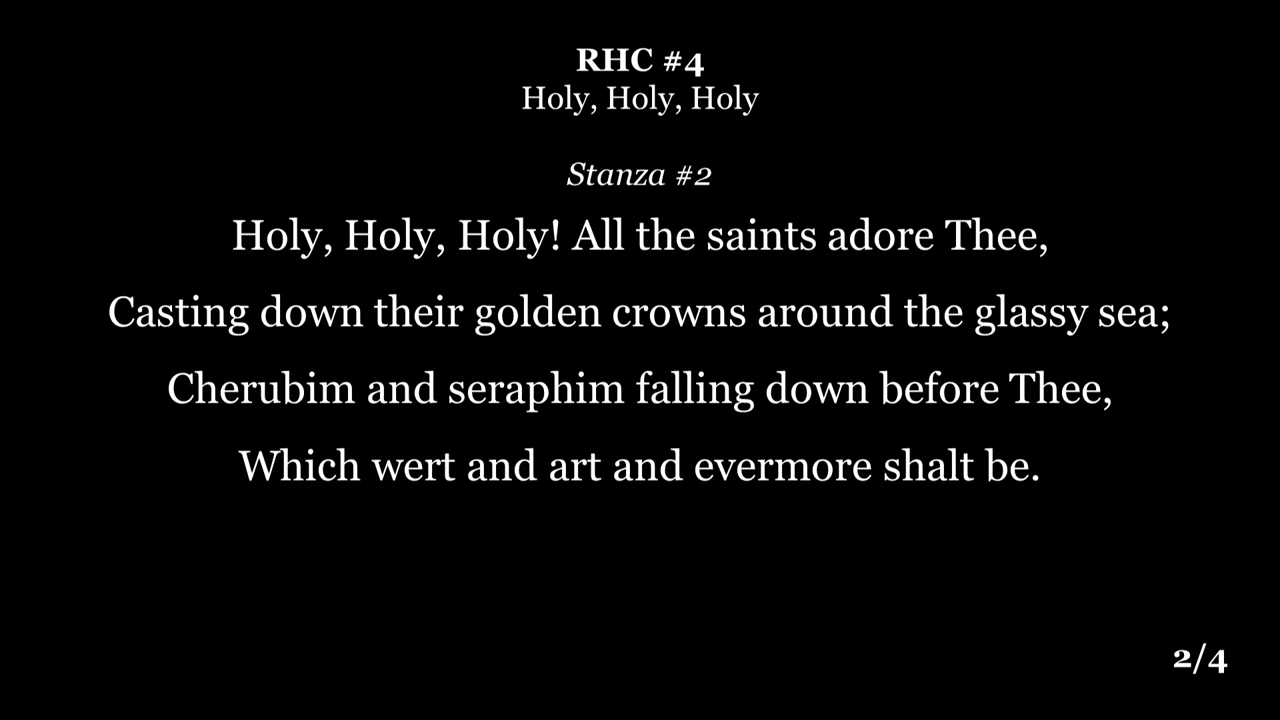 RHC #4
Holy, Holy, Holy
Stanza #2
Holy, Holy, Holy! All the saints adore Thee,
Casting down their golden crowns around the glassy sea;
Cherubim and seraphim falling down before Thee,
Which wert and art and evermore shalt be.
2/4